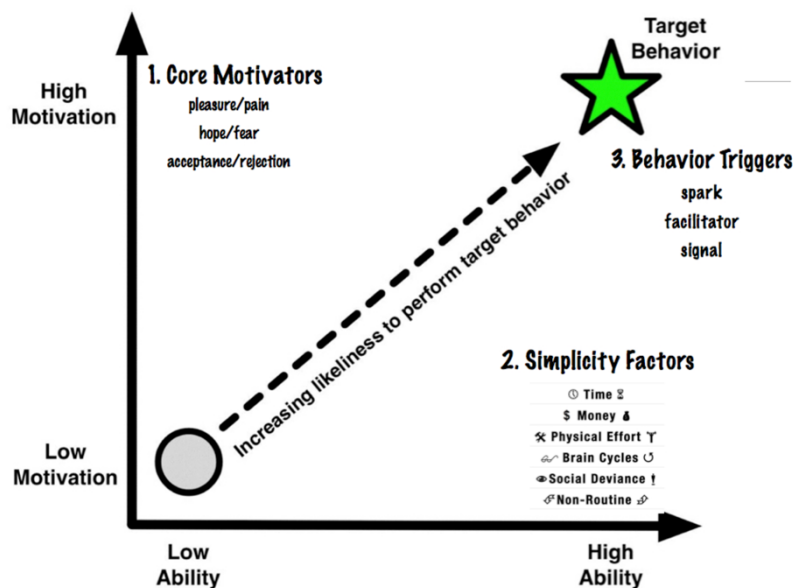 Target
Behavior
High
Motivation
1. Core Motivators
pleasure/pain
hope/fear
acceptance/rejection
3. Behavior Triggers
spark
facilitator
signal
Increasing likeliness to perform target behavior
2. Simplicity Factors
Time
$ Money
Physical Effort
Brain Cycles
Social Deviance
Non-Routine
Low
Motivation
Low
Ability
High
Ability